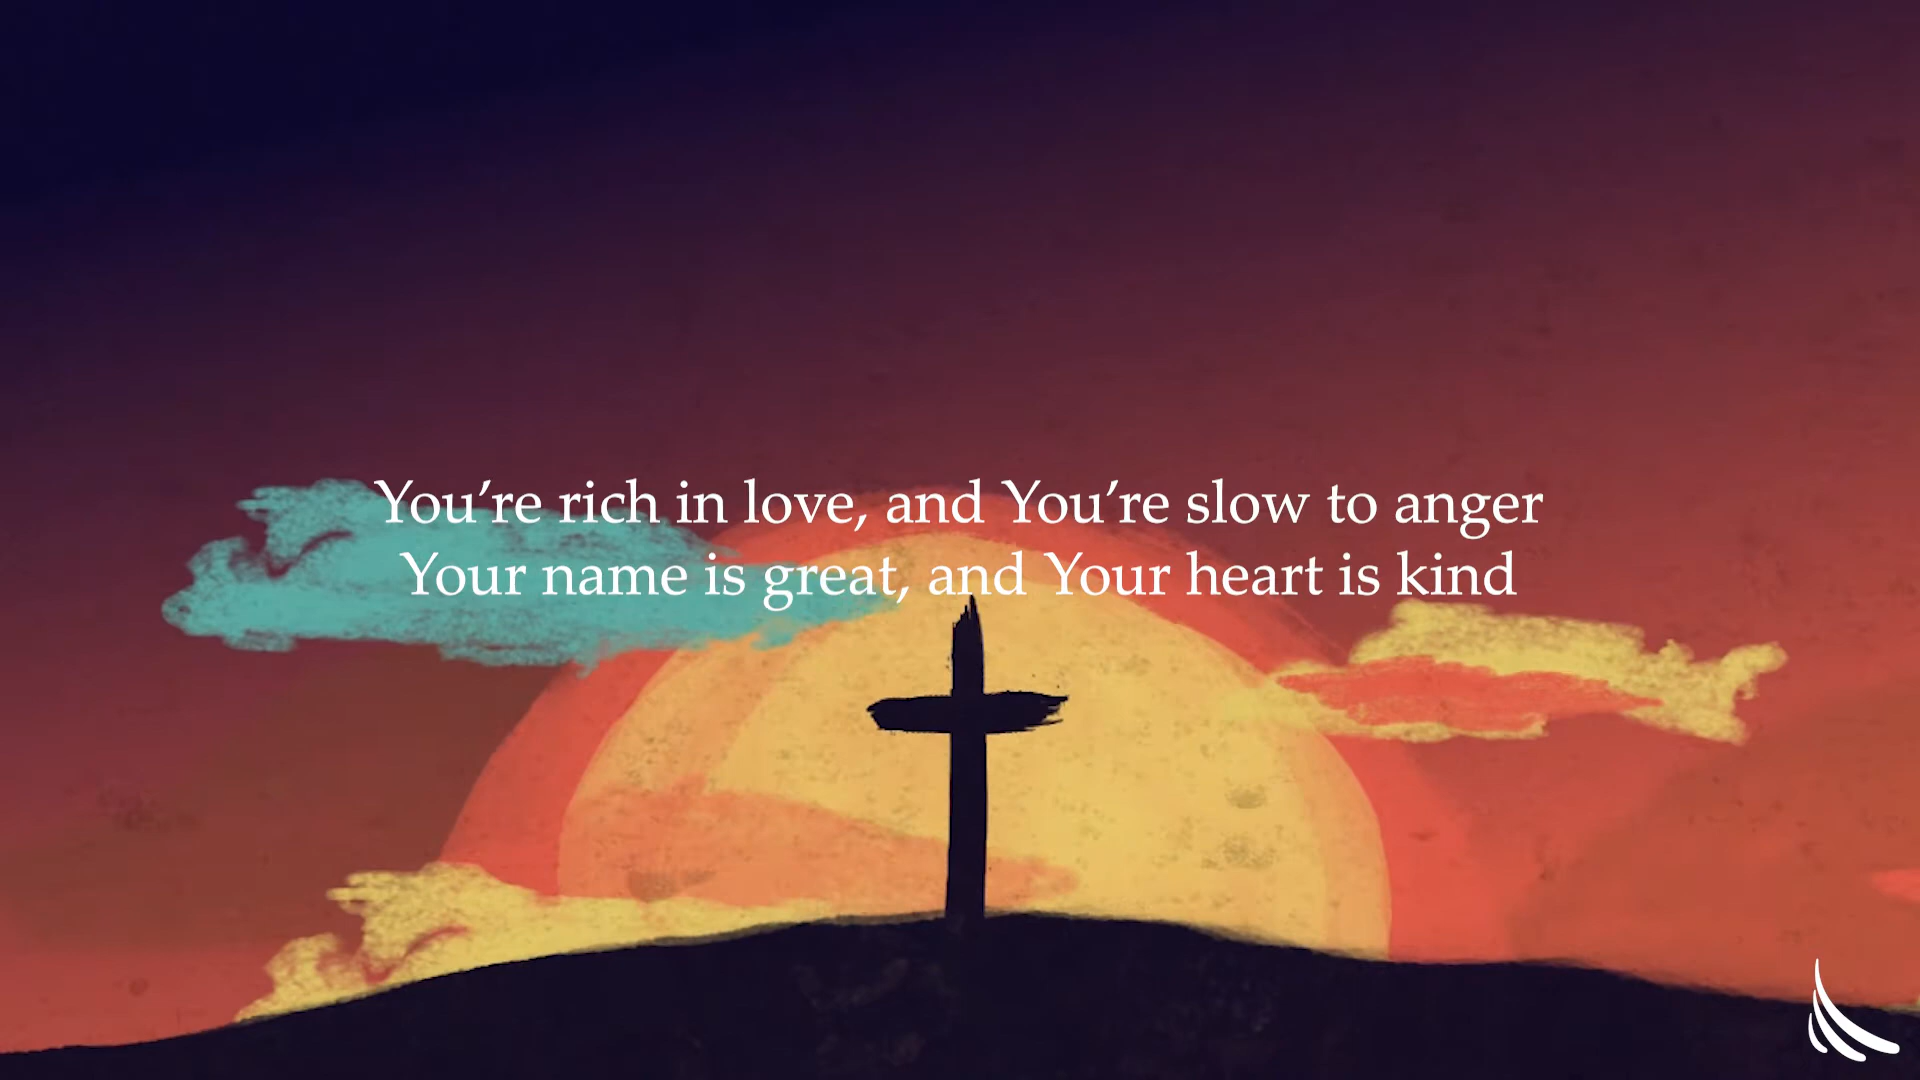 You’re rich in love, and You’re slow to anger
Your name is great, and Your heart is kind